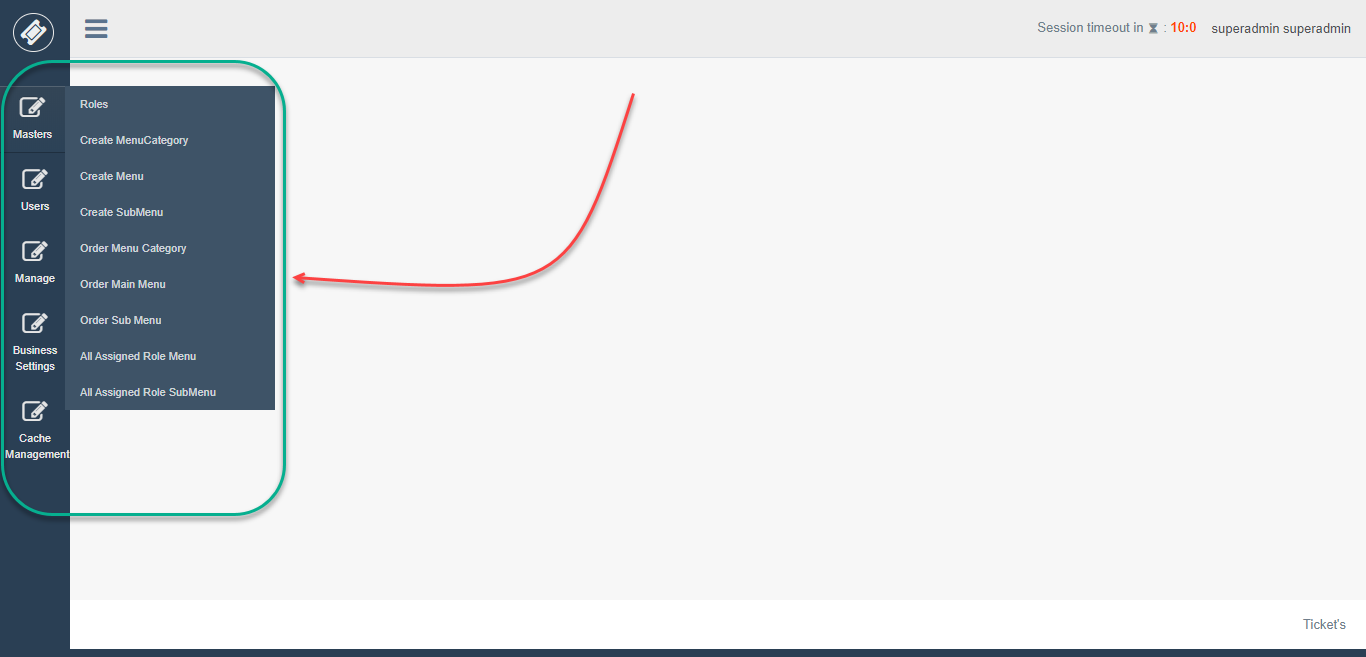 Session timeout in : 10:0 superadmin superadmin
Masters
Users
Manage
Business
Settings
Cache
Management
Roles
Create MenuCategory
Create Menu
Create SubMenu
Order Menu Category
Order Main Menu
Order Sub Menu
All Assigned Role Menu
All Assigned Role SubMenu
Ticket's